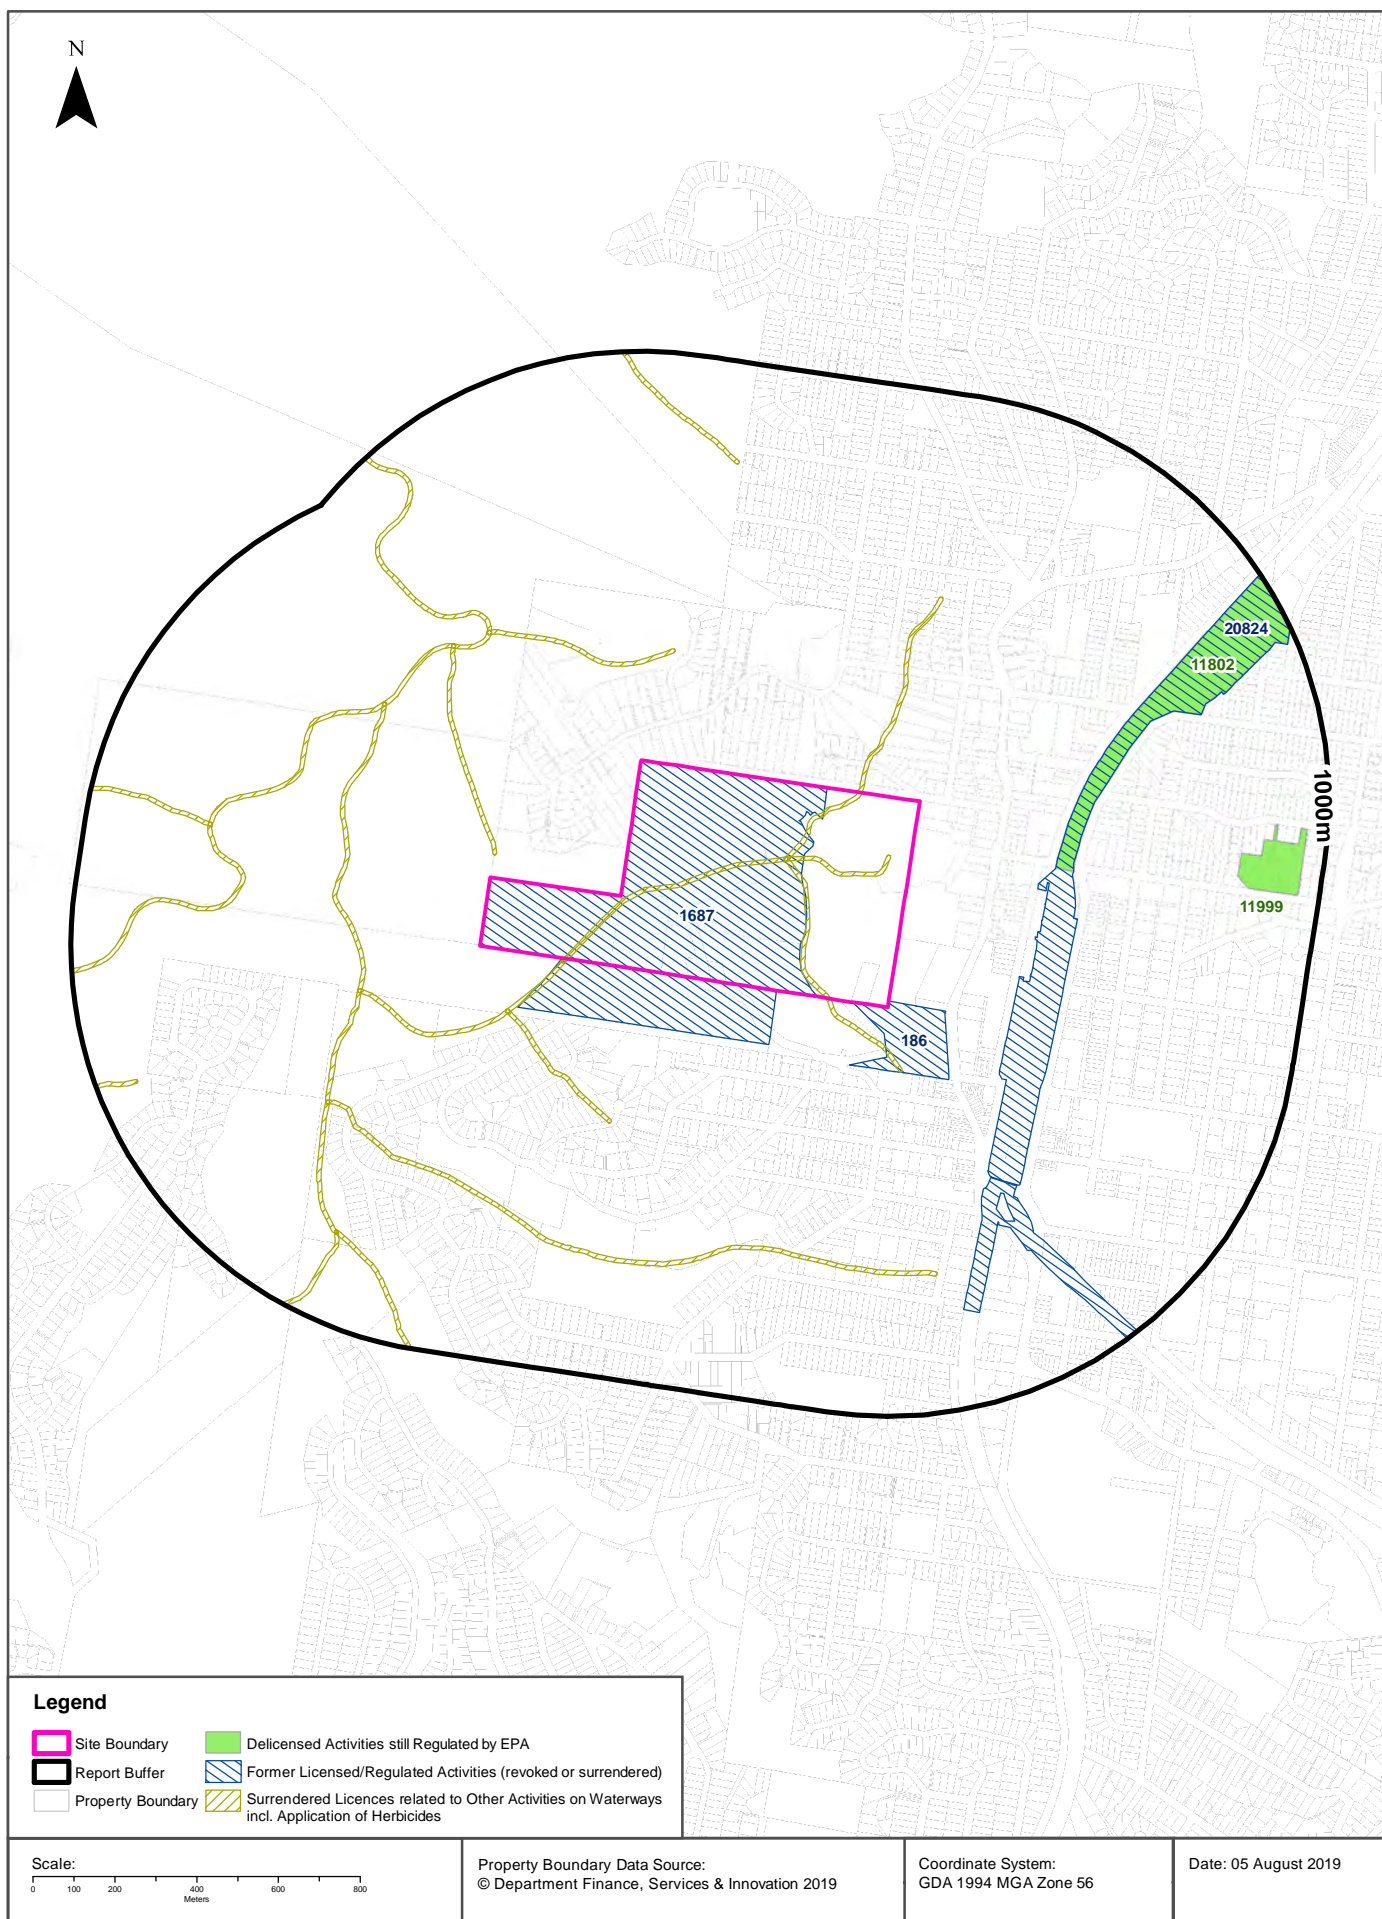 N
20824
11802
1000m
11999
1687
186
Legend
Site Boundary
Delicensed Activities still Regulated by EPA
Report Buffer
Former Licensed/Regulated Activities (revoked or surrendered)
Property Boundary
Surrendered Licences related to Other Activities on Waterways
incl. Application of Herbicides
Scale:
0 100 200 400 600 800
Meters
Property Boundary Data Source:
© Department Finance, Services & Innovation 2019
Coordinate System:
GDA 1994 MGA Zone 56
Date: 05 August 2019